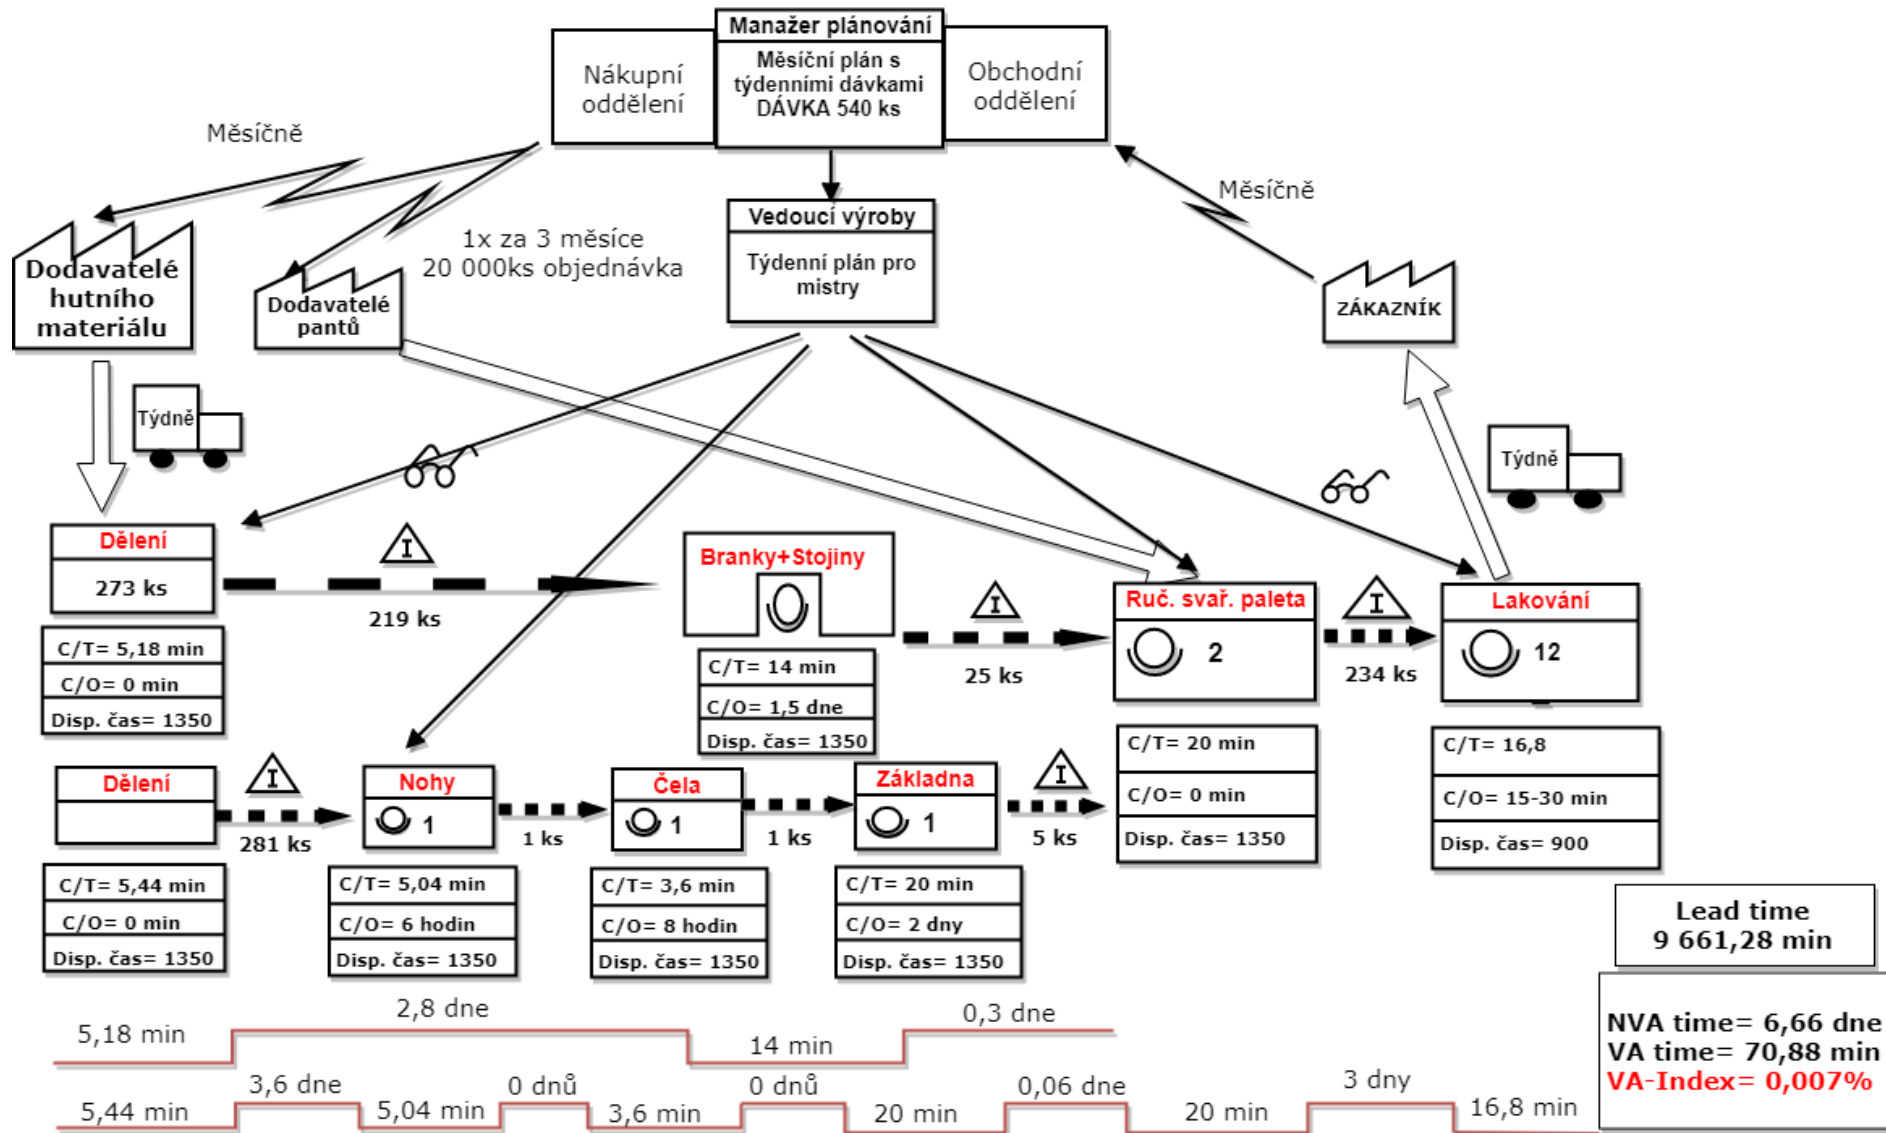 Manažer plánování
Měsíční plán s
týdenními dávkami
DÁVKA 540 ks
Nákupní
oddělení
Obchodní
oddělení
Měsíčně
Měsíčně
1x za 3 měsíce
20 000ks objednávka
Vedoucí výroby
Týdenní plán pro
mistry
Dodavatelé
hutního
materiálu
Dodavatelé
pantů
ZÁKAZNÍK
Týdně
Týdně
Dělení
273 ks
C/T= 5,18 min
C/O= 0 min
Disp. čas= 1350
I
219 ks
Branky+Stojiny
C/T= 14 min
C/O= 1,5 dne
Disp. čas= 1350
I
25 ks
Ruč. svař. paleta
2
C/T= 20 min
C/O= 0 min
Disp. čas= 1350
I
234 ks
Lakování
12
C/T= 16,8
C/O= 15-30 min
Disp. čas= 900
Dělení
C/T= 5,44 min
C/O= 0 min
Disp. čas= 1350
I
281 ks
Nohy
1
C/T= 5,04 min
C/O= 6 hodin
Disp. čas= 1350
1 ks
Čela
1
C/T= 3,6 min
C/O= 8 hodin
Disp. čas= 1350
1 ks
Základna
1
C/T= 20 min
C/O= 2 dny
Disp. čas= 1350
I
5 ks
Lead time
9 661,28 min
NVA time= 6,66 dne
VA time= 70,88 min
VA-Index= 0,007%
5,18 min
2,8 dne
14 min
0,3 dne
5,44 min
3,6 dne
5,04 min
0 dnů
3,6 min
0 dnů
20 min
0,06 dne
20 min
3 dny
16,8 min